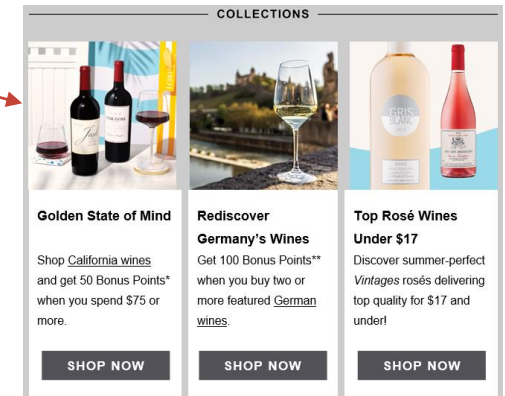 COLLECTIONS
GRIS
BLANC
Golden State of Mind
Shop California wines
and get 50 Bonus Points*
when you spend $75 or
more.
SHOP NOW
Rediscover
Germany's Wines
Get 100 Bonus Points**
when you buy two or
more featured German
wines.
SHOP NOW
Top Rosé Wines
Under $17
Discover summer-perfect
Vintages rosés delivering
top quality for $17 and
under!
SHOP NOW